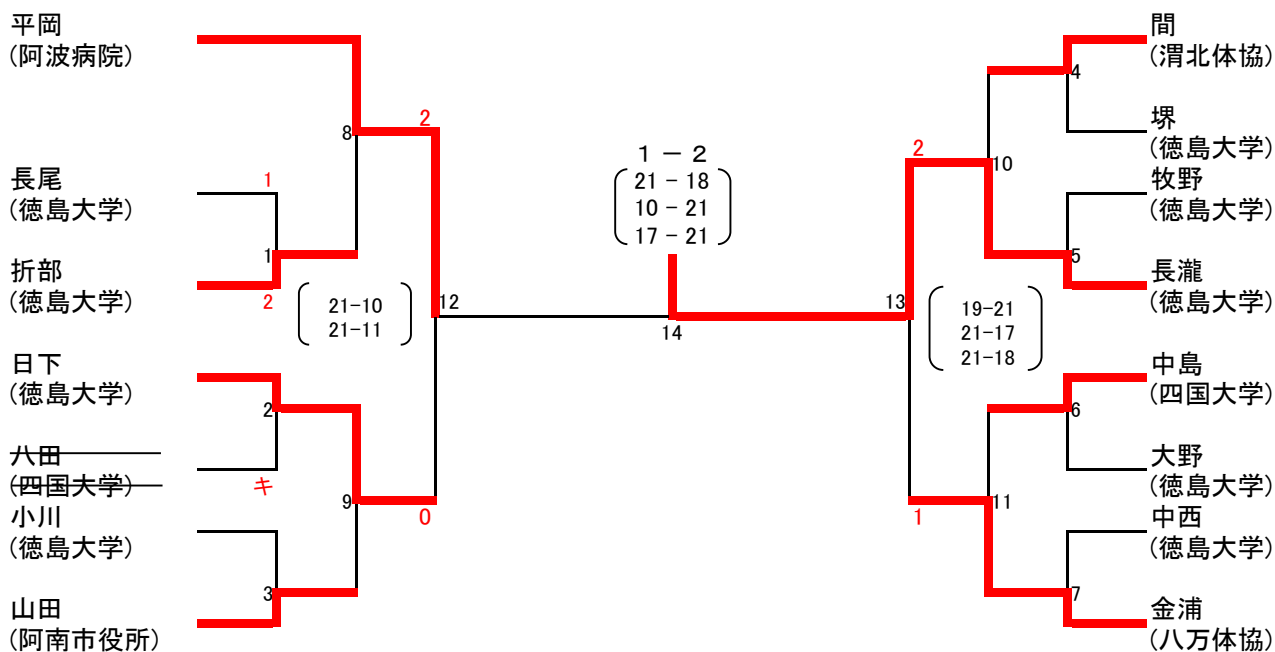 平岡
(阿波病院)
8
2
長尾
(徳島大学)
1
1
折部
(徳島大学)
2
21-10
21-11
12
日下
(徳島大学)
2
八田
(四国大学)
キ
9
0
小川
(徳島大学)
3
山田
(阿南市役所)
1 － 2
21 － 18
10 － 21
17 － 21
14
間
(渭北体協)
4
堺
(徳島大学)
2
10
牧野
(徳島大学)
5
長瀧
(徳島大学)
13
19-21
21-17
21-18
中島
(四国大学)
6
大野
(徳島大学)
1
11
中西
(徳島大学)
7
金浦
(八万体協)